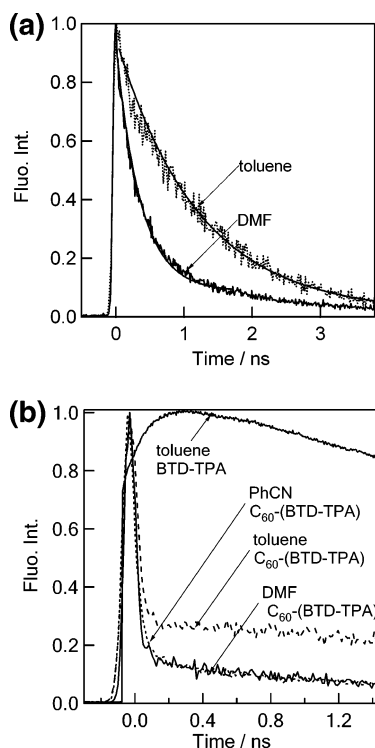 (a)
1.0
0.8
0.6
0.4
0.2
0.0
Fluo. Int.
toluene
DMF
0
1
2
3
Time / ns
(b)
1.0
0.8
0.6
0.4
0.2
0.0
Fluo. Int.
toluene
BTD-TPA
PhCN
C60-(BTD-TPA)
toluene
C60-(BTD-TPA)
DMF
C60-(BTD-TPA)
0.0
0.4
0.8
1.2
Time / ns